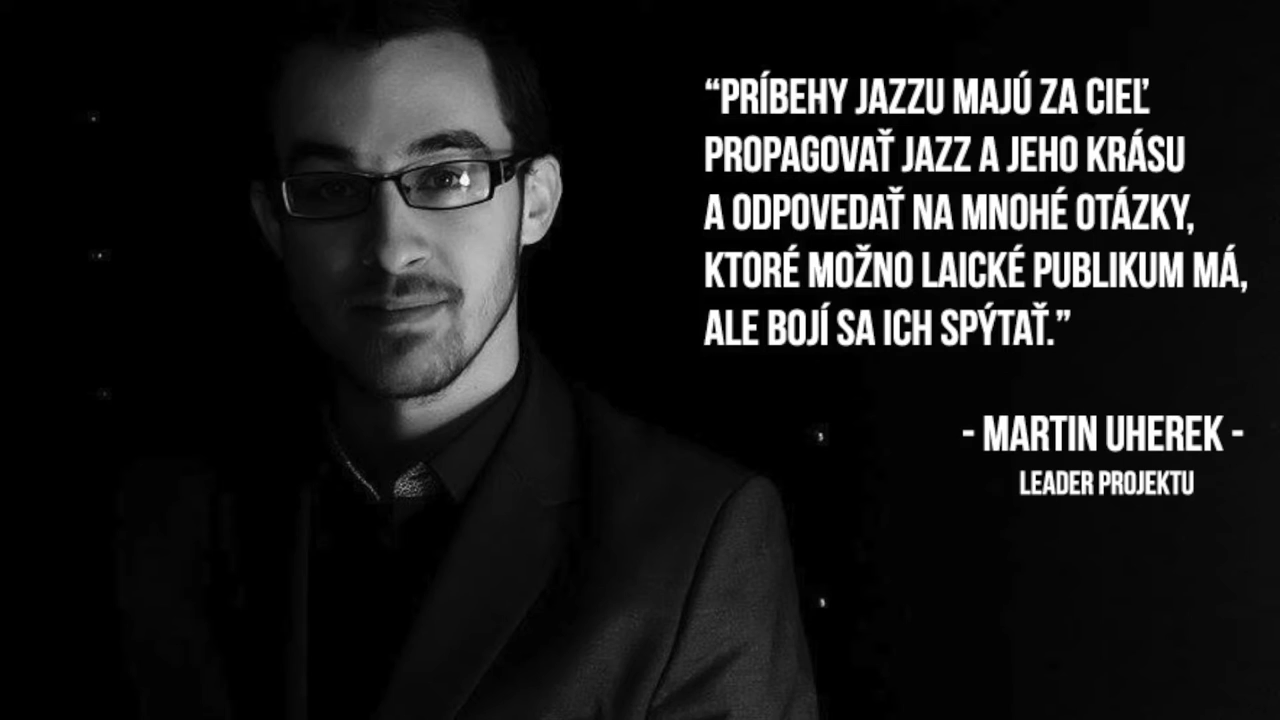 “PRÍBEHY JAZZU MAJÚ ZA CIEĽ
PROPAGOVAŤ JAZZ A JEHO KRÁSU
A ODPOVEDAŤ NA MNOHÉ OTÁZKY,
KTORÉ MOŽNO LAICKÉ PUBLIKUM MÁ,
ALE BOJÍ SA ICH SPÝTAŤ.”
- MARTIN UHEREK -
LEADER PROJEKTU